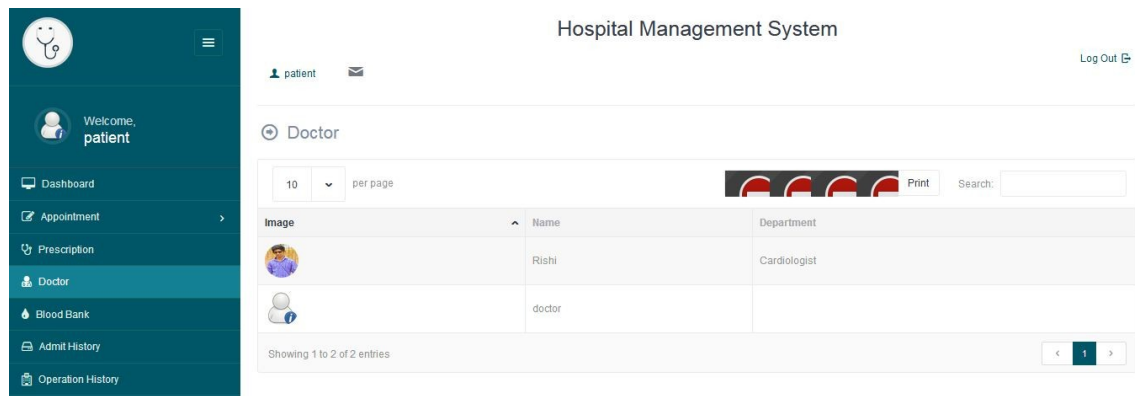 Hospital Management System
Log Out
patient
Welcome,
patient
Doctor
Dashboard
Appointment
Prescription
Doctor
Blood Bank
Admit History
Operation History
10 per page
Print Search:
Image Name Department
Rishi Cardiologist
doctor
Showing 1 to 2 of 2 entries
1